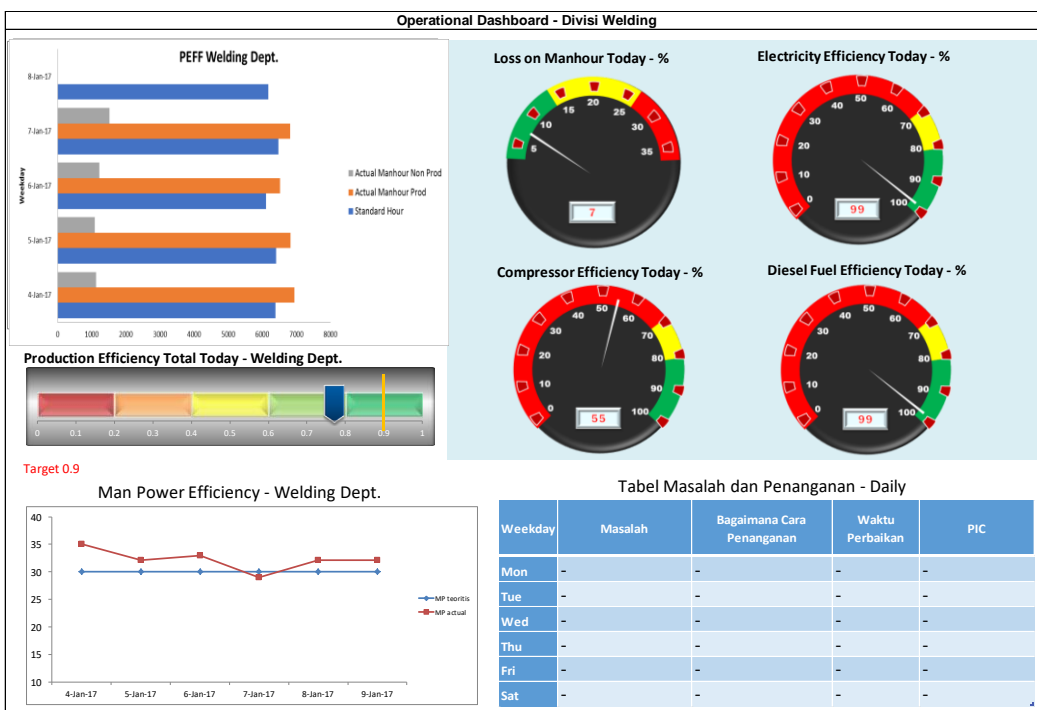 Operational Dashboard - Divisi Welding
PEFF Welding Dept.
Weekday
8-Jan-17
7-Jan-17
6-Jan-17
5-Jan-17
4-Jan-17
0 1000 2000 3000 4000 5000 6000 7000 8000
Actual Manhour Non Prod
Actual Manhour Prod
Standard Hour
Loss on Manhour Today - %
5 10 15 20 25 30 35
7
Electricity Efficiency Today - %
0 10 20 30 40 50 60 70 80 90 100
99
Compressor Efficiency Today - %
0 10 20 30 40 50 60 70 80 90 100
55
Diesel Fuel Efficiency Today - %
0 10 20 30 40 50 60 70 80 90 100
99
Production Efficiency Total Today - Welding Dept.
0 0.1 0.2 0.3 0.4 0.5 0.6 0.7 0.8 0.9 1
Target 0.9
Man Power Efficiency - Welding Dept.
40
35
30
25
20
15
10
4-Jan-17 5-Jan-17 6-Jan-17 7-Jan-17 8-Jan-17 9-Jan-17
MP teoritis
MP actual
Tabel Masalah dan Penanganan - Daily
Weekday Masalah Bagaimana Cara Penanganan Waktu Perbaikan PIC
Mon - - - -
Tue - - - -
Wed - - - -
Thu - - - -
Fri - - - -
Sat - - - -